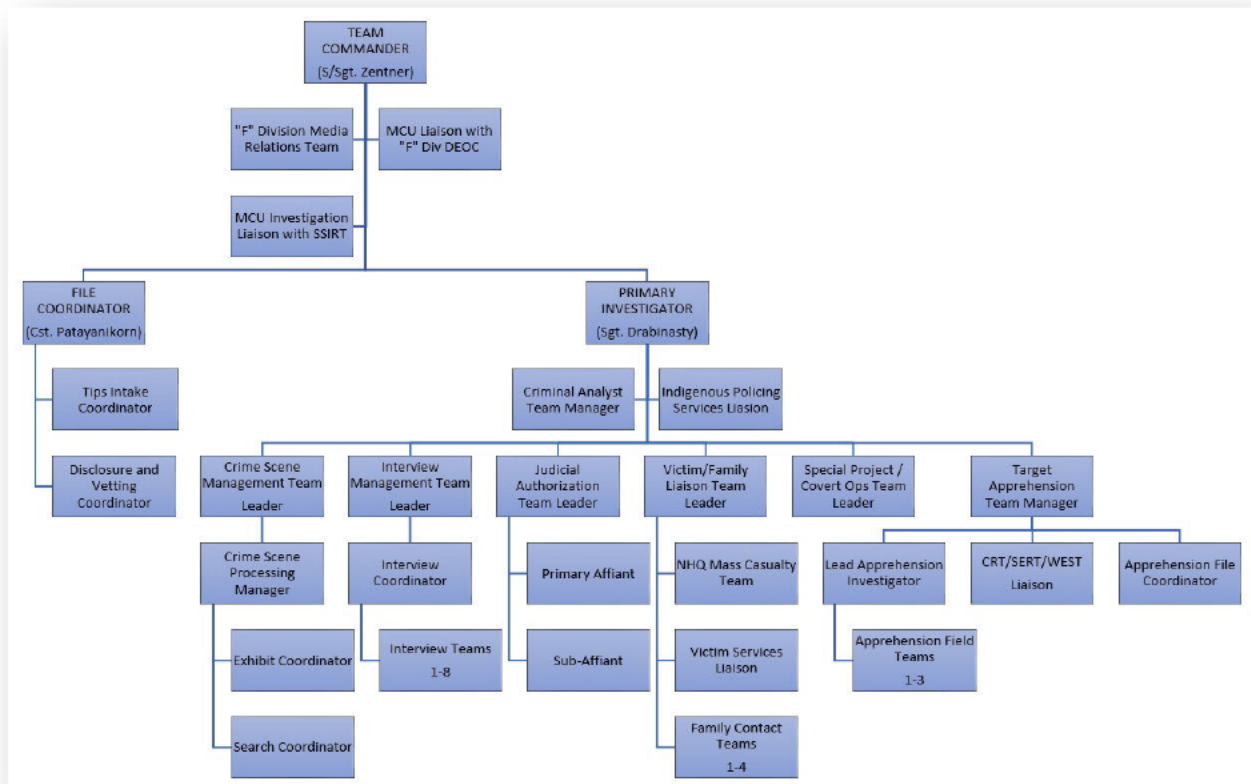 TEAM
COMMANDER
(S/Sgt. Zentner)
"F" Division Media
Relations Team
MCU Liaison with
"F" Div DEOC
MCU Investigation
Liaison with SSIRT
FILE
COORDINATOR
(Cst. Patayanikorn)
PRIMARY
INVESTIGATOR
(Sgt. Drabinasty)
Tips Intake
Coordinator
Disclosure and
Vetting Coordinator
Criminal Analyst
Team Manager
Indigenous Policing
Services Liasion
Crime Scene
Management Team
Leader
Interview
Management Team
Leader
Judicial
Authorization
Team Leader
Victim/Family
Liaison Team
Leader
Special Project /
Covert Ops Team
Leader
Target
Apprehension
Team Manager
Crime Scene
Processing
Manager
Exhibit Coordinator
Search Coordinator
Interview
Coordinator
Interview Teams
1-8
Primary Affiant
Sub-Affiant
NHQ Mass Casualty
Team
Victim Services
Liaison
Family Contact
Teams
1-4
Lead Apprehension
Investigator
Apprehension Field
Teams
1-3
CRT/SERT/WEST
Liaison
Apprehension File
Coordinator